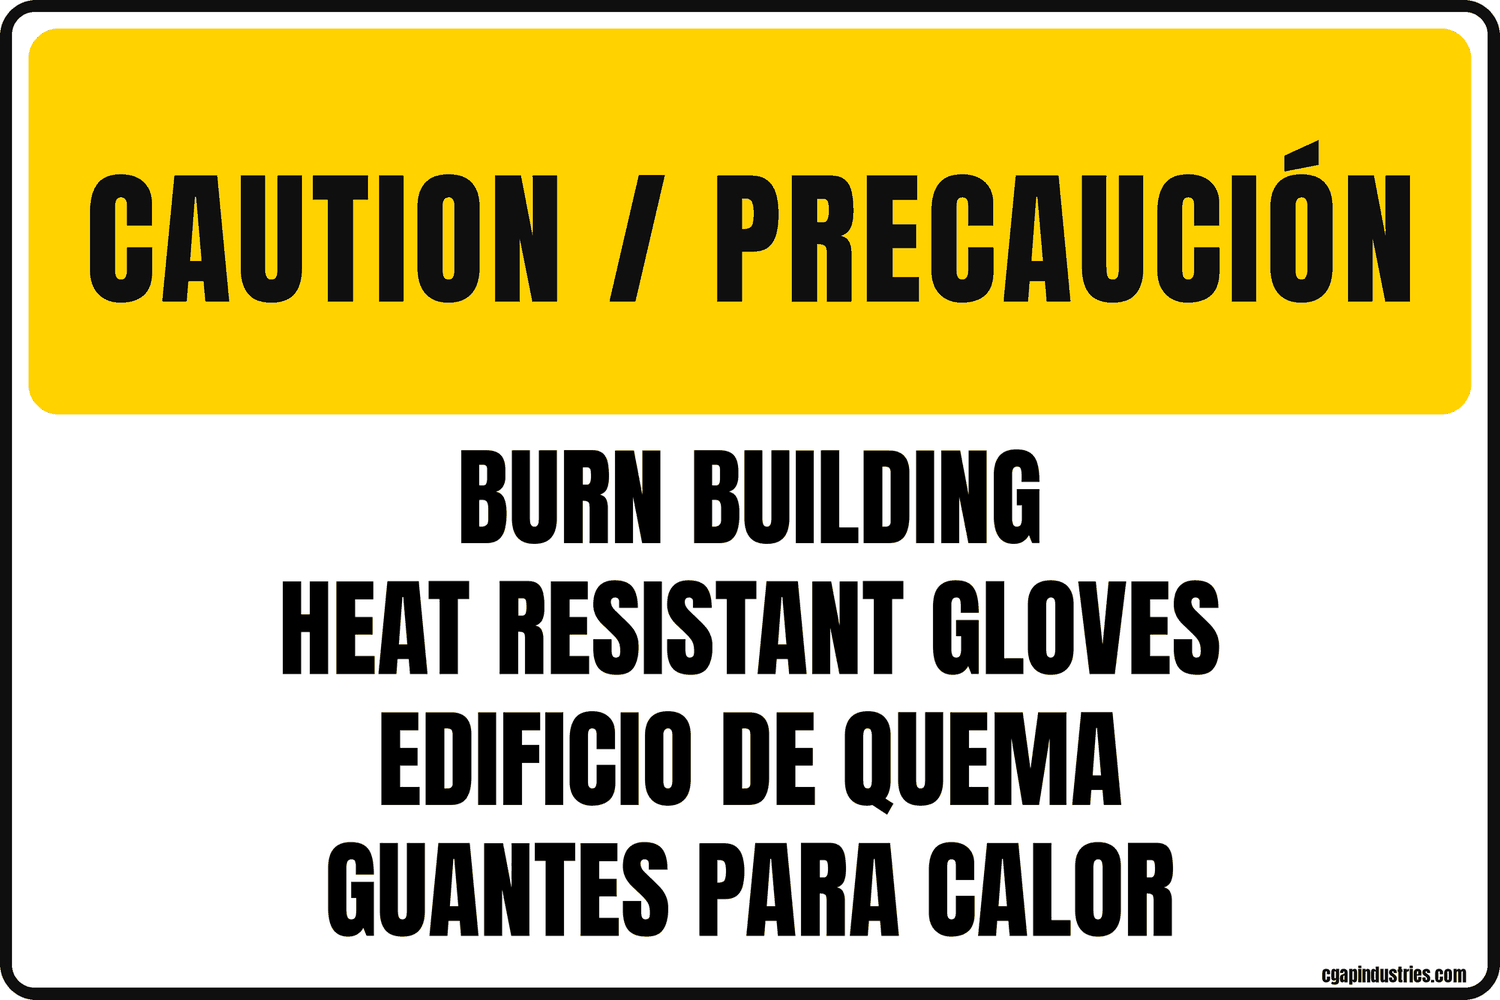 CAUTION / PRECAUCIÓN
BURN BUILDING
HEAT RESISTANT GLOVES
EDIFICIO DE QUEMA
GUANTES PARA CALOR
cgapindustries.com